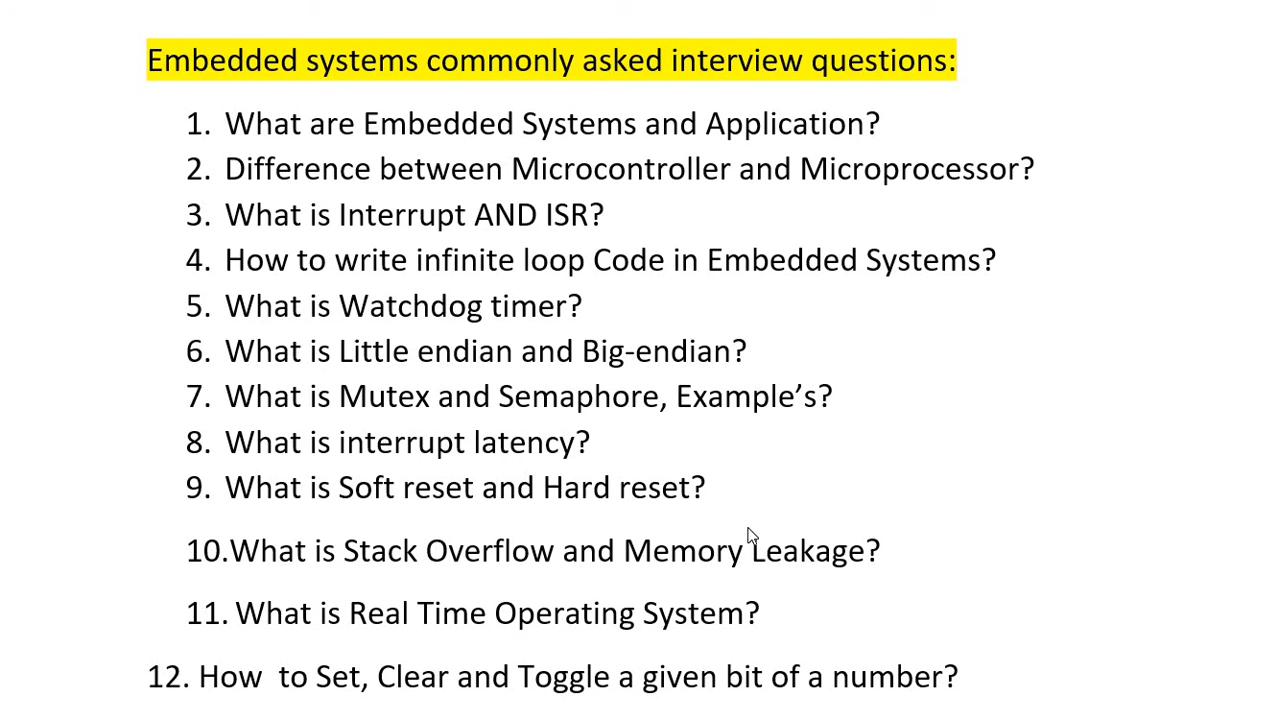 Embedded systems commonly asked interview questions:
1. What are Embedded Systems and Application?
2. Difference between Microcontroller and Microprocessor?
3. What is Interrupt AND ISR?
4. How to write infinite loop Code in Embedded Systems?
5. What is Watchdog timer?
6. What is Little endian and Big-endian?
7. What is Mutex and Semaphore, Example’s?
8. What is interrupt latency?
9. What is Soft reset and Hard reset?
10.What is Stack Overflow and Memory Leakage?
11. What is Real Time Operating System?
12. How  to Set, Clear and Toggle a given bit of a number?